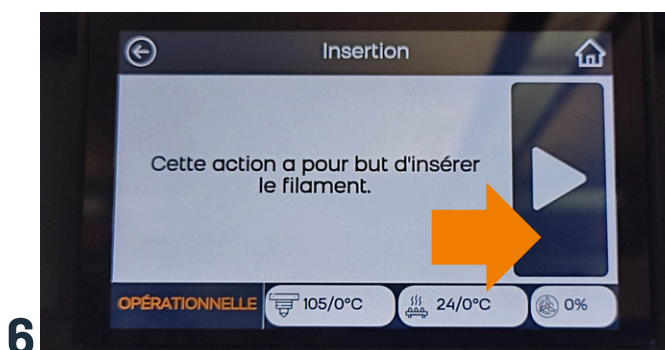 Insertion
Cette action a pour but d'insérer
le filament.
OPÉRATIONNELLE 105/0°C 24/0°C 0%
6